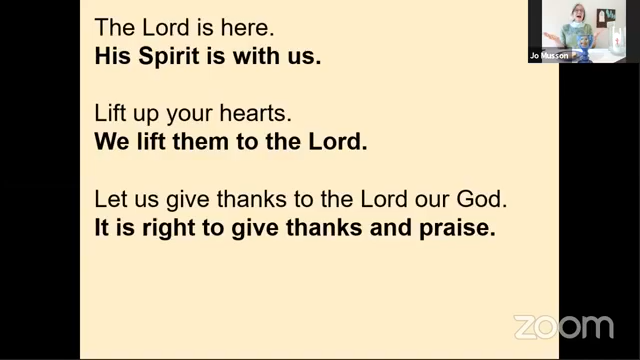 The Lord is here.
His Spirit is with us.
Lift up your hearts.
We lift them to the Lord.
Let us give thanks to the Lord our God.
It is right to give thanks and praise.
Jo Musson
zoom